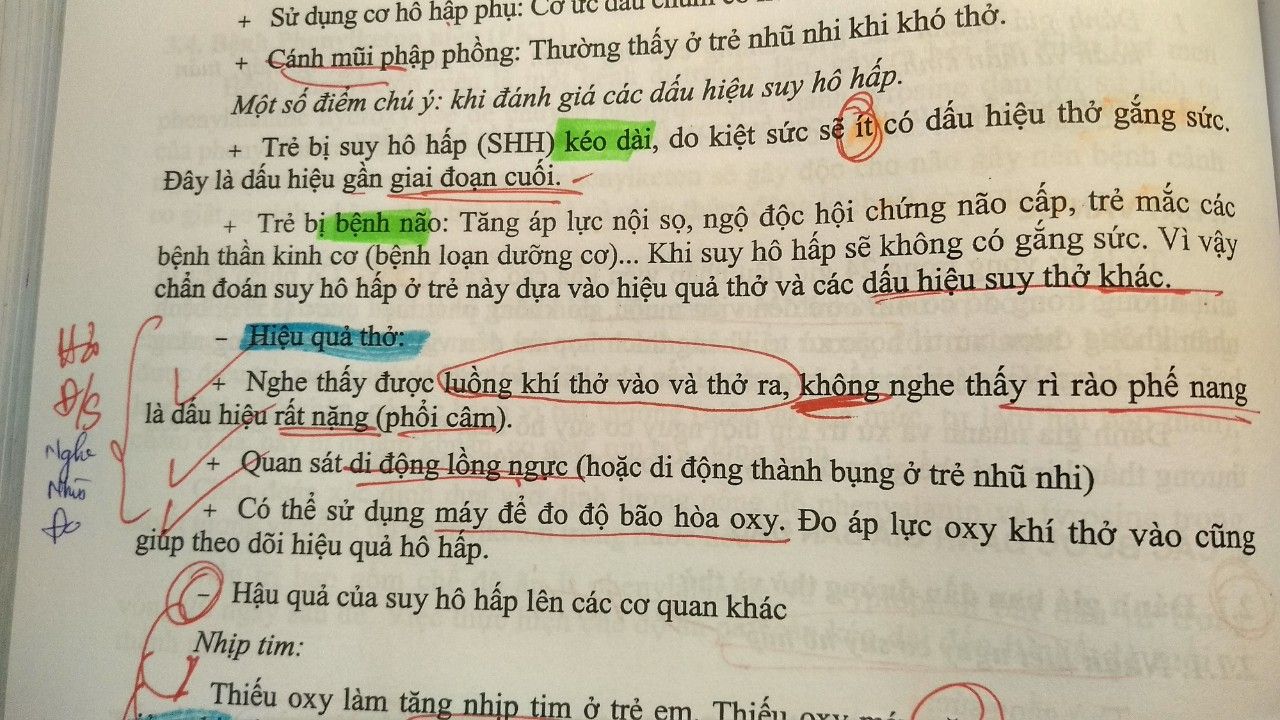 + Sử dụng cơ hô hấp phụ: Cơ ức đầu
+ Cánh mũi phập phồng: Thường thấy ở trẻ nhũ nhi khi khó thở.
Một số điểm chú ý: khi đánh giá các dấu hiệu suy hô hấp.
+ Trẻ bị suy hô hấp (SHH) kéo dài, do kiệt sức sẽ ít có dấu hiệu thở gắng sức.
Đây là dấu hiệu gần giai đoạn cuối.
+ Trẻ bị bệnh não: Tăng áp lực nội sọ, ngộ độc hội chứng não cấp, trẻ mắc các
bệnh thần kinh cơ (bệnh loạn dưỡng cơ)... Khi suy hô hấp sẽ không có gắng sức. Vì vậy
chẩn đoán suy hô hấp ở trẻ này dựa vào hiệu quả thở và các dấu hiệu suy thở khác.
- Hiệu quả thở:
+ Nghe thấy được luồng khí thở vào và thở ra, không nghe thấy rì rào phế nang
là dấu hiệu rất nặng (phổi câm).
+ Quan sát di động lồng ngực (hoặc di động thành bụng ở trẻ nhũ nhi)
+ Có thể sử dụng máy để đo độ bão hòa oxy. Đo áp lực oxy khí thở vào cũng
giúp theo dõi hiệu quả hô hấp.
- Hậu quả của suy hô hấp lên các cơ quan khác
Nhịp tim:
Thiếu oxy làm tăng nhịp tim ở trẻ em. Thiếu oxy
Nghe
Nhìn
Đo